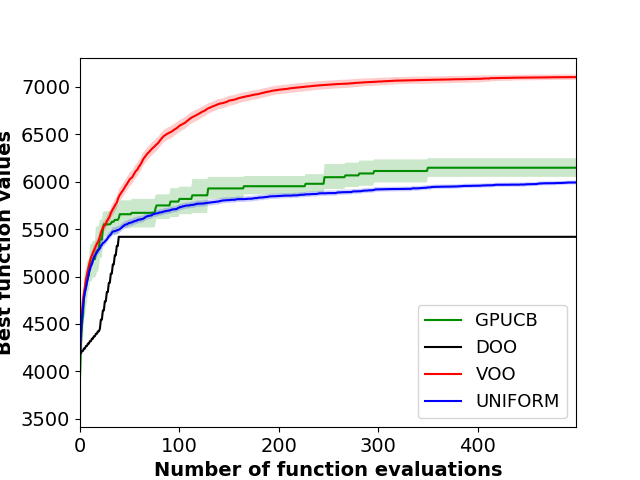 7000
6500
6000
5500
5000
4500
4000
3500
0 100 200 300 400
Best function values
Number of function evaluations
GPUCB
DOO
VOO
UNIFORM